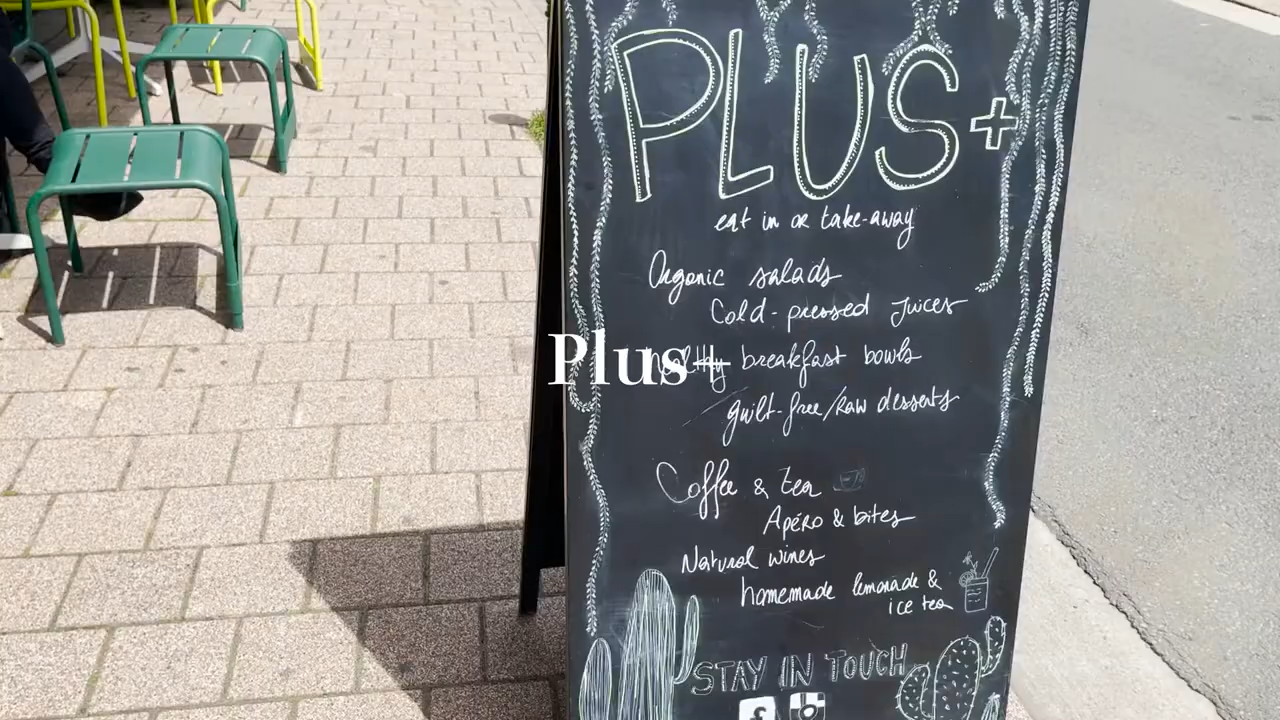 PLUS+
eat in or take-away
Organic salads
Cold-pressed Juices
Plus+
healthy breakfast bowls
guilt-free/Raw desserts
Coffee & tea
Apéro & bites
Natural wines
homemade lemonade &
ice tea
STAY IN TOUCH
f